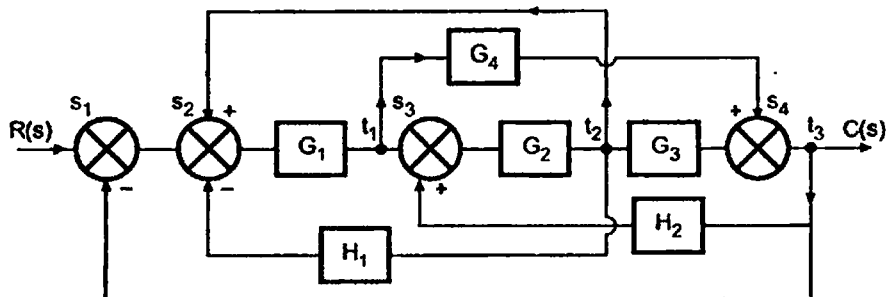 G₄
s₁
s₂
+
t₁
s₃
t₂
+
s₄
t₃
R(s)
C(s)
G₁
G₂
G₃
−
−
+
H₁
H₂